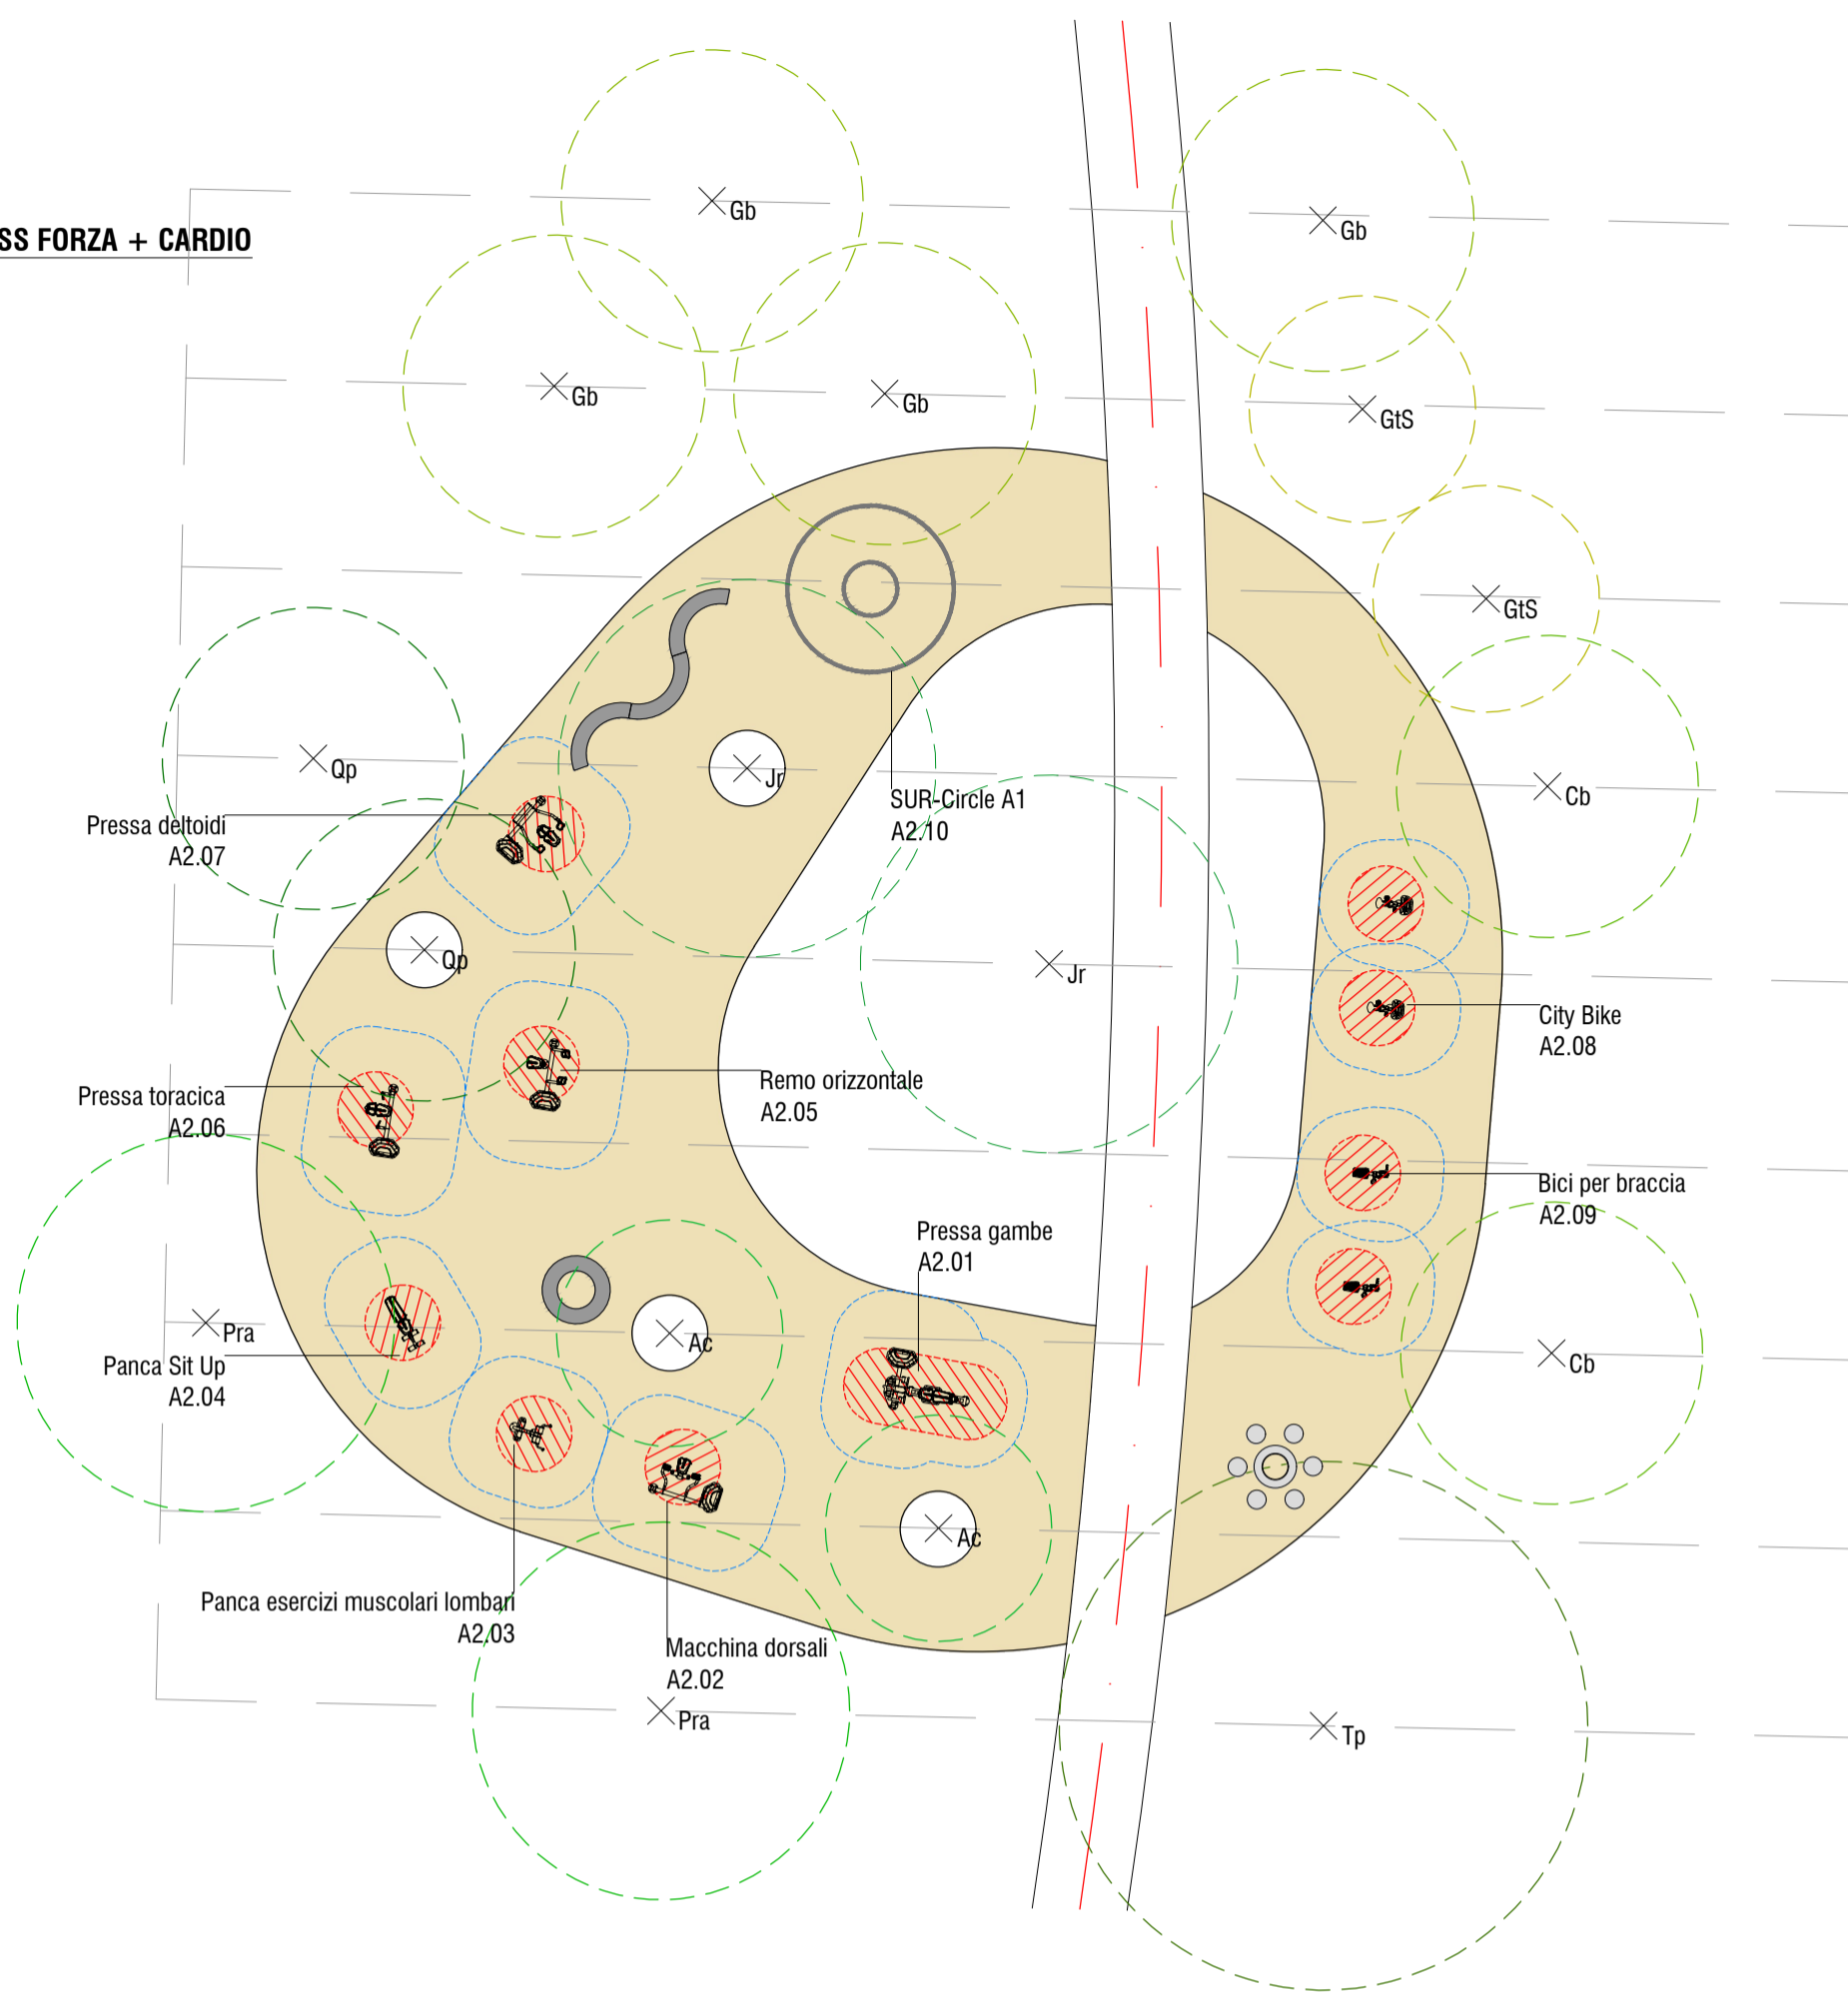 SS FORZA + CARDIO
Gb
Gb
Gb
Gb
GtS
GtS
Qp
Jr
Cb
SUR-Circle A1
A2.10
Pressa deltoidi
A2.07
Qp
Jr
City Bike
A2.08
Remo orizzontale
A2.05
Pressa toracica
A2.06
Bici per braccia
A2.09
Pressa gambe
A2.01
Pra
Ac
Cb
Panca Sit Up
A2.04
Ac
Panca esercizi muscolari lombari
A2.03
Macchina dorsali
A2.02
Pra
Tp